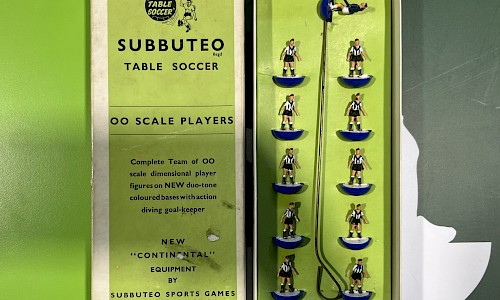 TABLE
SOCCER
SUBBUTEO
Regd
TABLE SOCCER
OO SCALE PLAYERS
Complete Team of OO
scale dimensional player
figures on NEW duo-tone
coloured bases with action
diving goal-keeper
NEW
"CONTINENTAL"
EQUIPMENT
BY
SUBBUTEO SPORTS GAMES